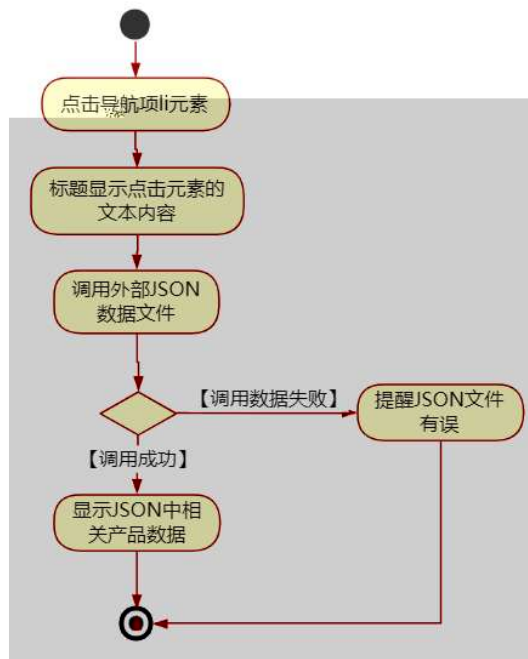 点击导航项li元素
标题显示点击元素的
文本内容
调用外部JSON
数据文件
【调用数据失败】
提醒JSON文件
有误
【调用成功】
显示JSON中相
关产品数据